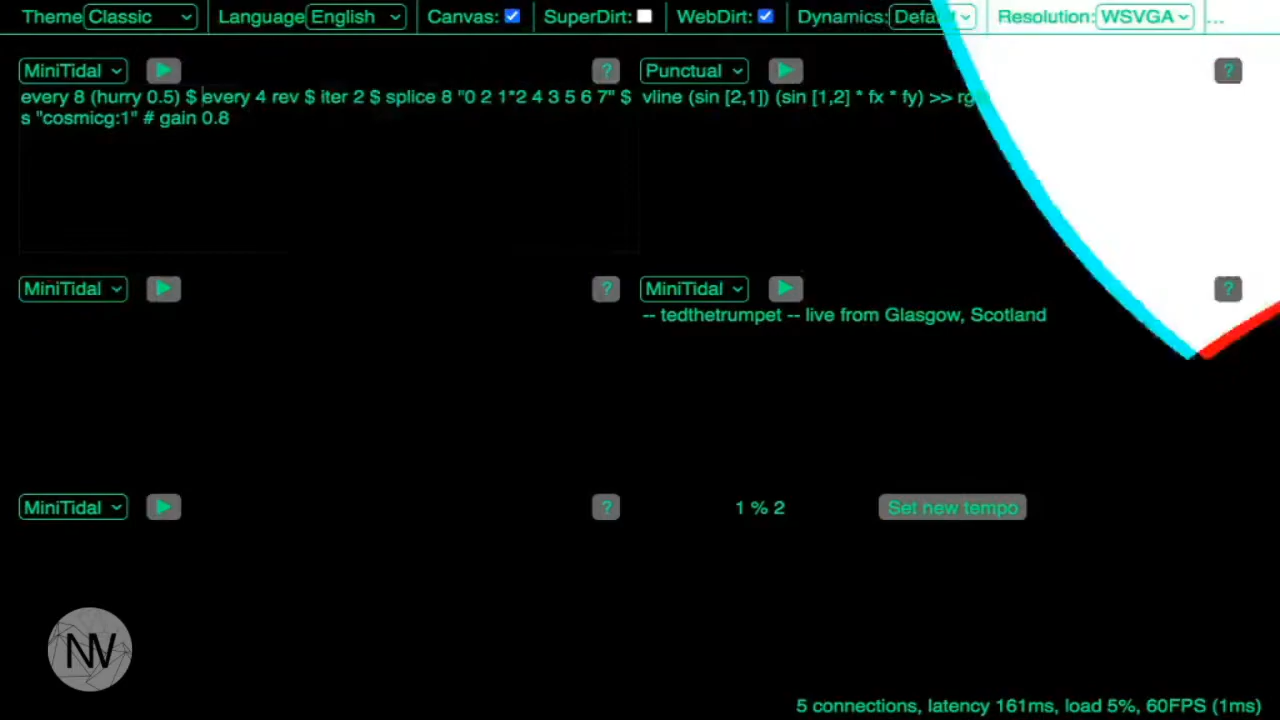 Theme Classic Language English Canvas: SuperDirt: WebDirt: Dynamics: Resolution: WSVGA ...
MiniTidal ?
every 8 (hurry 0.5) $ every 4 rev $ iter 2 $ splice 8 "0 2 1*2 4 3 5 6 7" $
s "cosmicg:1" # gain 0.8
Punctual ?
vline (sin [2,1]) (sin [1,2] * fx * fy) >>
MiniTidal ?
MiniTidal ?
-- tedthetrumpet -- live from Glasgow, Scotland
MiniTidal ?
1 % 2 Set new tempo
NV
5 connections, latency 161ms, load 5%, 60FPS (1ms)